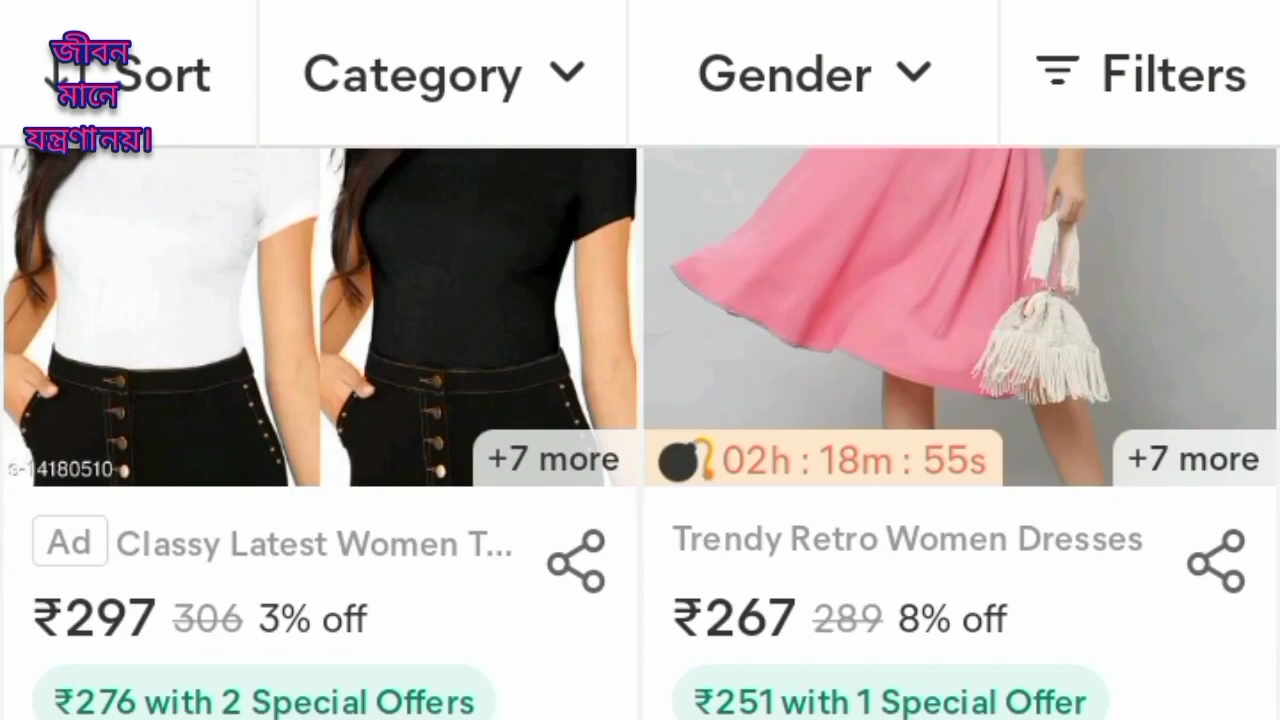 জীবন
মানে
যন্ত্রণা নয়।
Sort
Category
Gender
Filters
s-14180510
+7 more
02h : 18m : 55s
+7 more
Ad Classy Latest Women T...
Trendy Retro Women Dresses
₹297 306 3% off
₹267 289 8% off
₹276 with 2 Special Offers
₹251 with 1 Special Offer